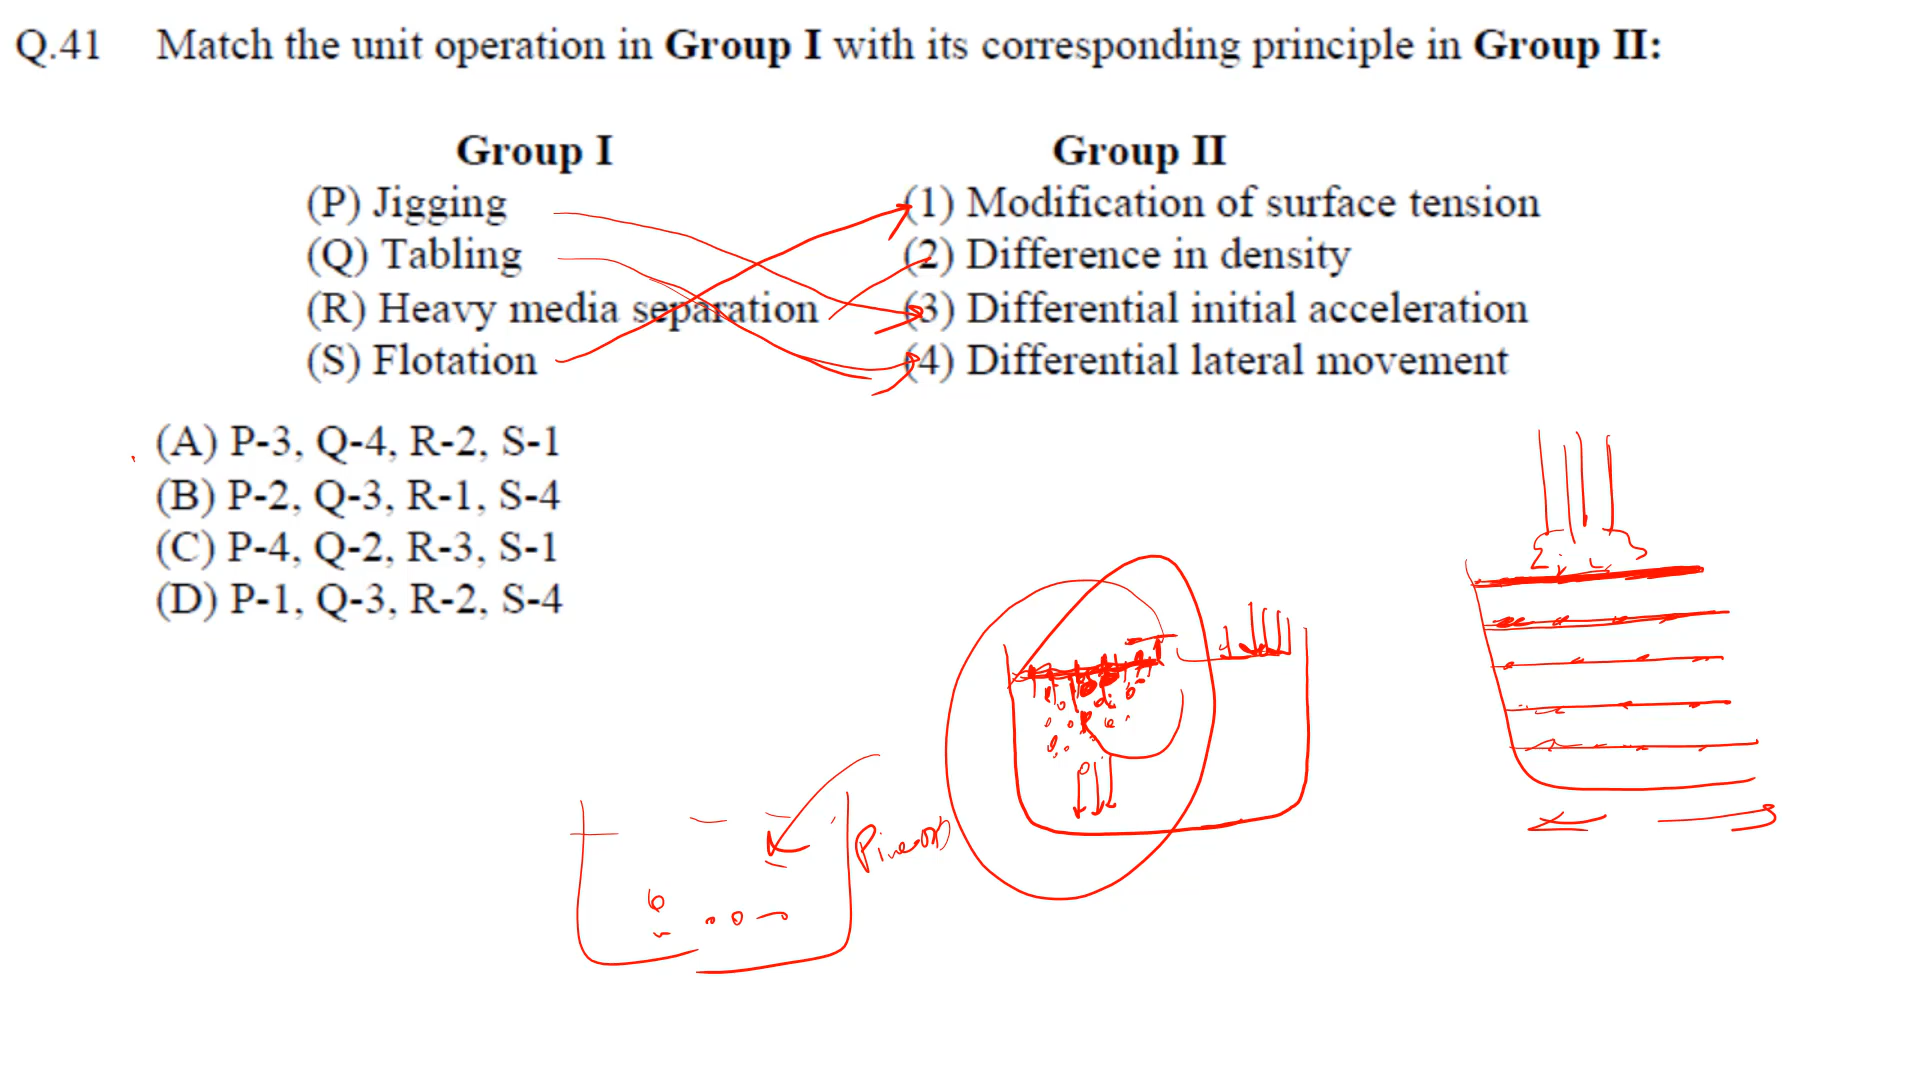 Q.41 Match the unit operation in Group I with its corresponding principle in Group II:
Group I Group II
(P) Jigging (1) Modification of surface tension
(Q) Tabling (2) Difference in density
(R) Heavy media separation (3) Differential initial acceleration
(S) Flotation (4) Differential lateral movement
(A) P-3, Q-4, R-2, S-1
(B) P-2, Q-3, R-1, S-4
(C) P-4, Q-2, R-3, S-1
(D) P-1, Q-3, R-2, S-4